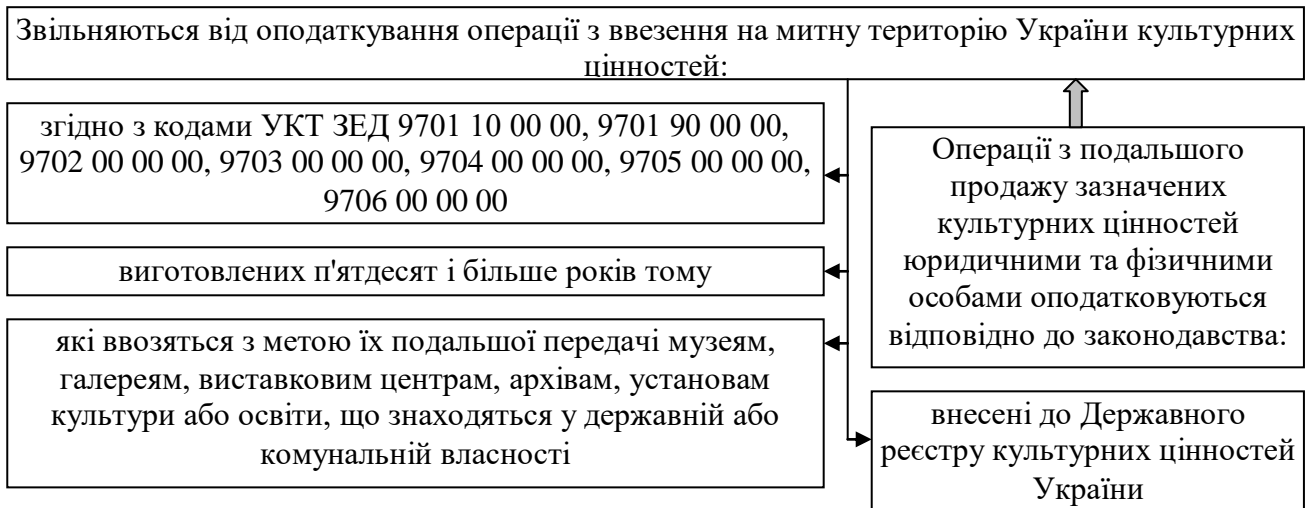 Звільняються від оподаткування операції з ввезення на митну територію України культурних
цінностей:
згідно з кодами УКТ ЗЕД 9701 10 00 00, 9701 90 00 00,
9702 00 00 00, 9703 00 00 00, 9704 00 00 00, 9705 00 00 00,
9706 00 00 00
виготовлених п'ятдесят і більше років тому
які ввозяться з метою їх подальшої передачі музеям,
галереям, виставковим центрам, архівам, установам
культури або освіти, що знаходяться у державній або
комунальній власності
Операції з подальшого
продажу зазначених
культурних цінностей
юридичними та фізичними
особами оподатковуються
відповідно до законодавства:
внесені до Державного
реєстру культурних цінностей
України